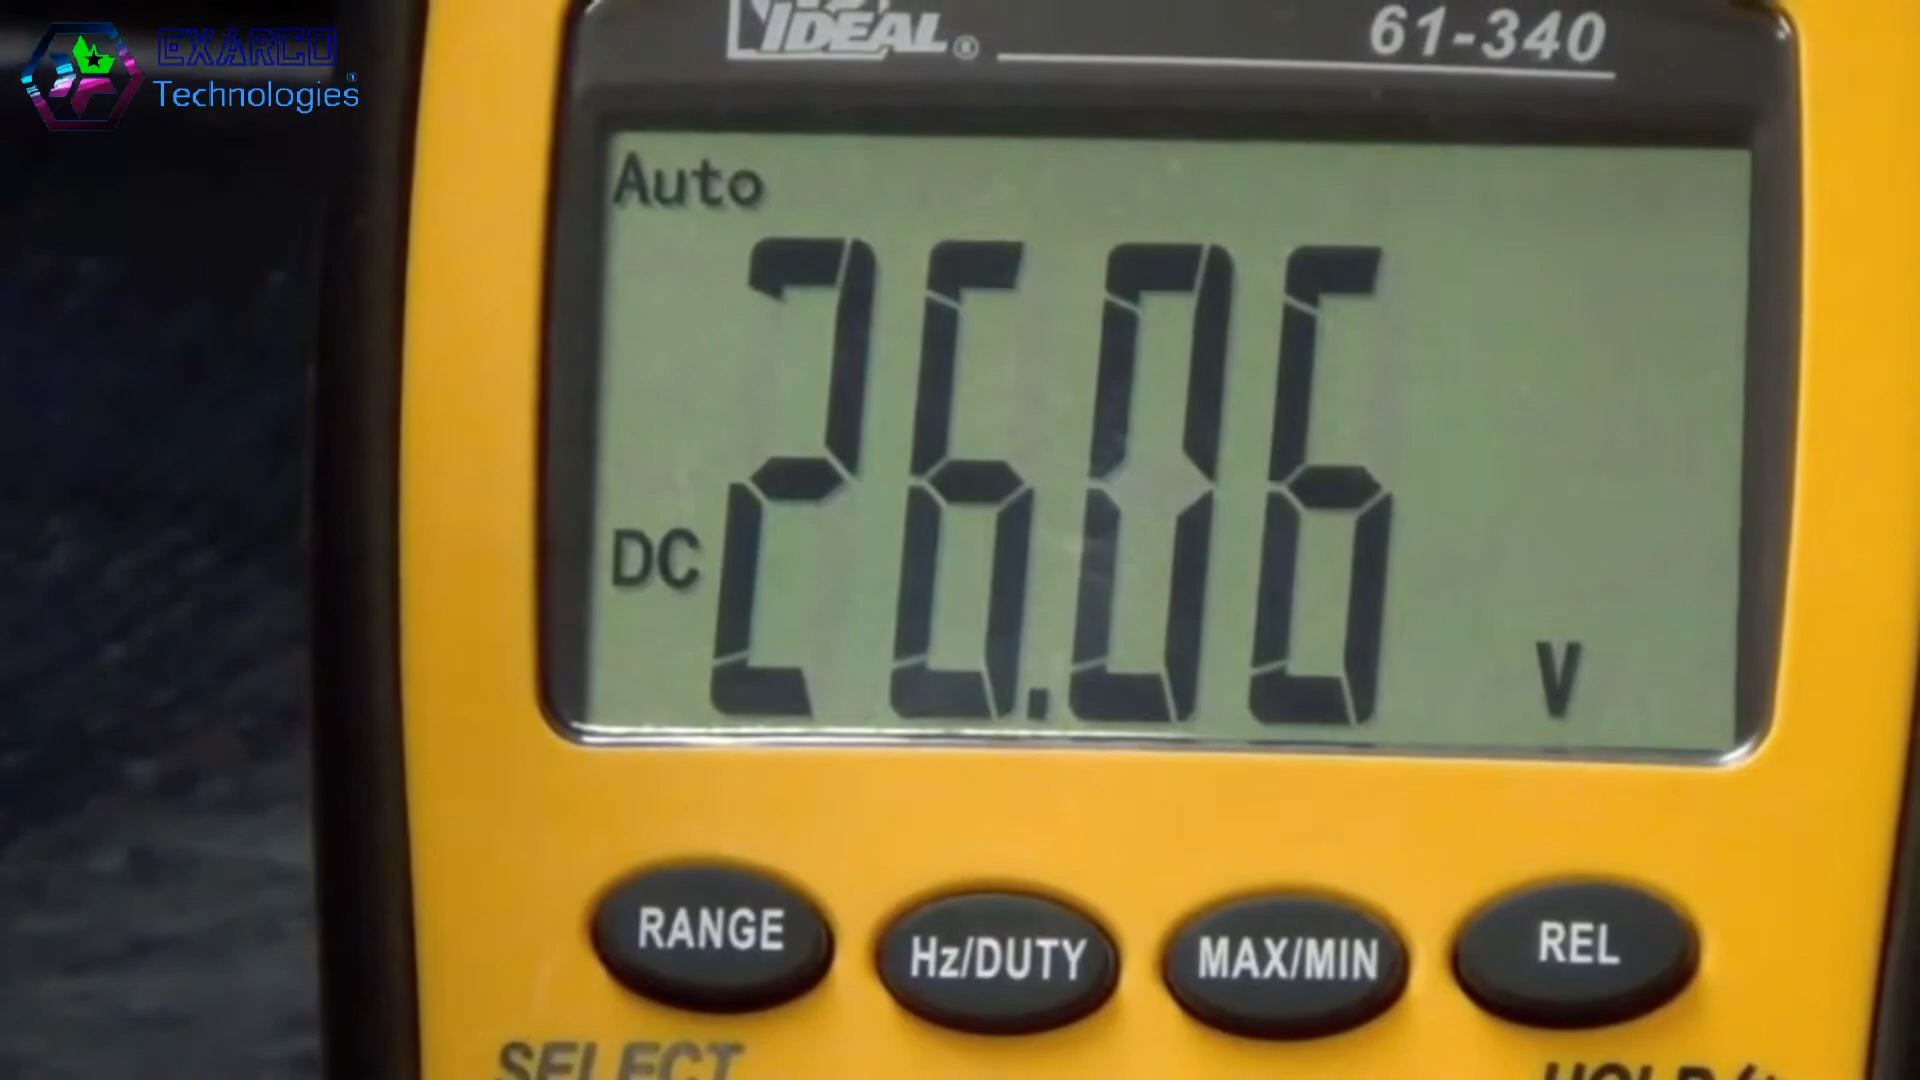 EXARCO
Technologies
IDEAL®
61-340
Auto
DC
26.06
V
RANGE
Hz/DUTY
MAX/MIN
REL
SELECT